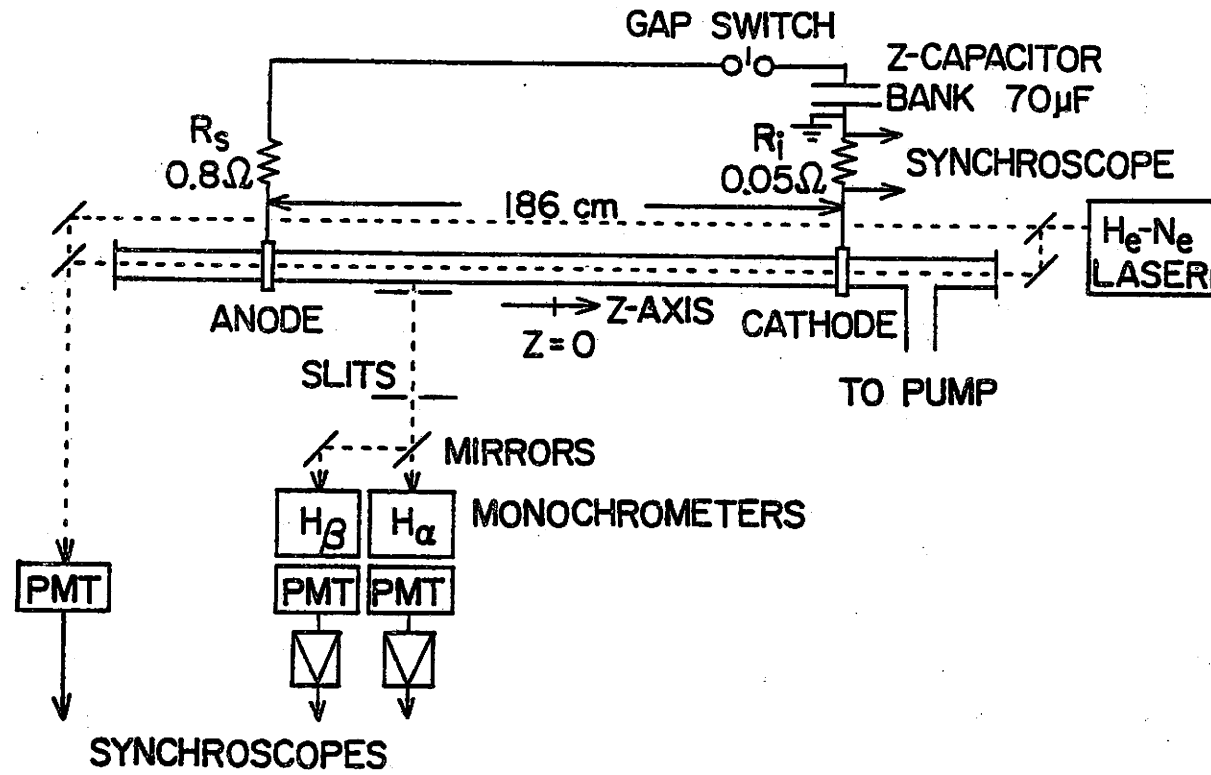 GAP SWITCH
Z-CAPACITOR
BANK 70μF
Rs
0.8Ω
Ri
0.05Ω
SYNCHROSCOPE
186 cm
He-Ne
LASER
ANODE
Z-AXIS
Z=0
CATHODE
SLITS
TO PUMP
MIRRORS
Hβ
Hα
MONOCHROMETERS
PMT
PMT
PMT
SYNCHROSCOPES